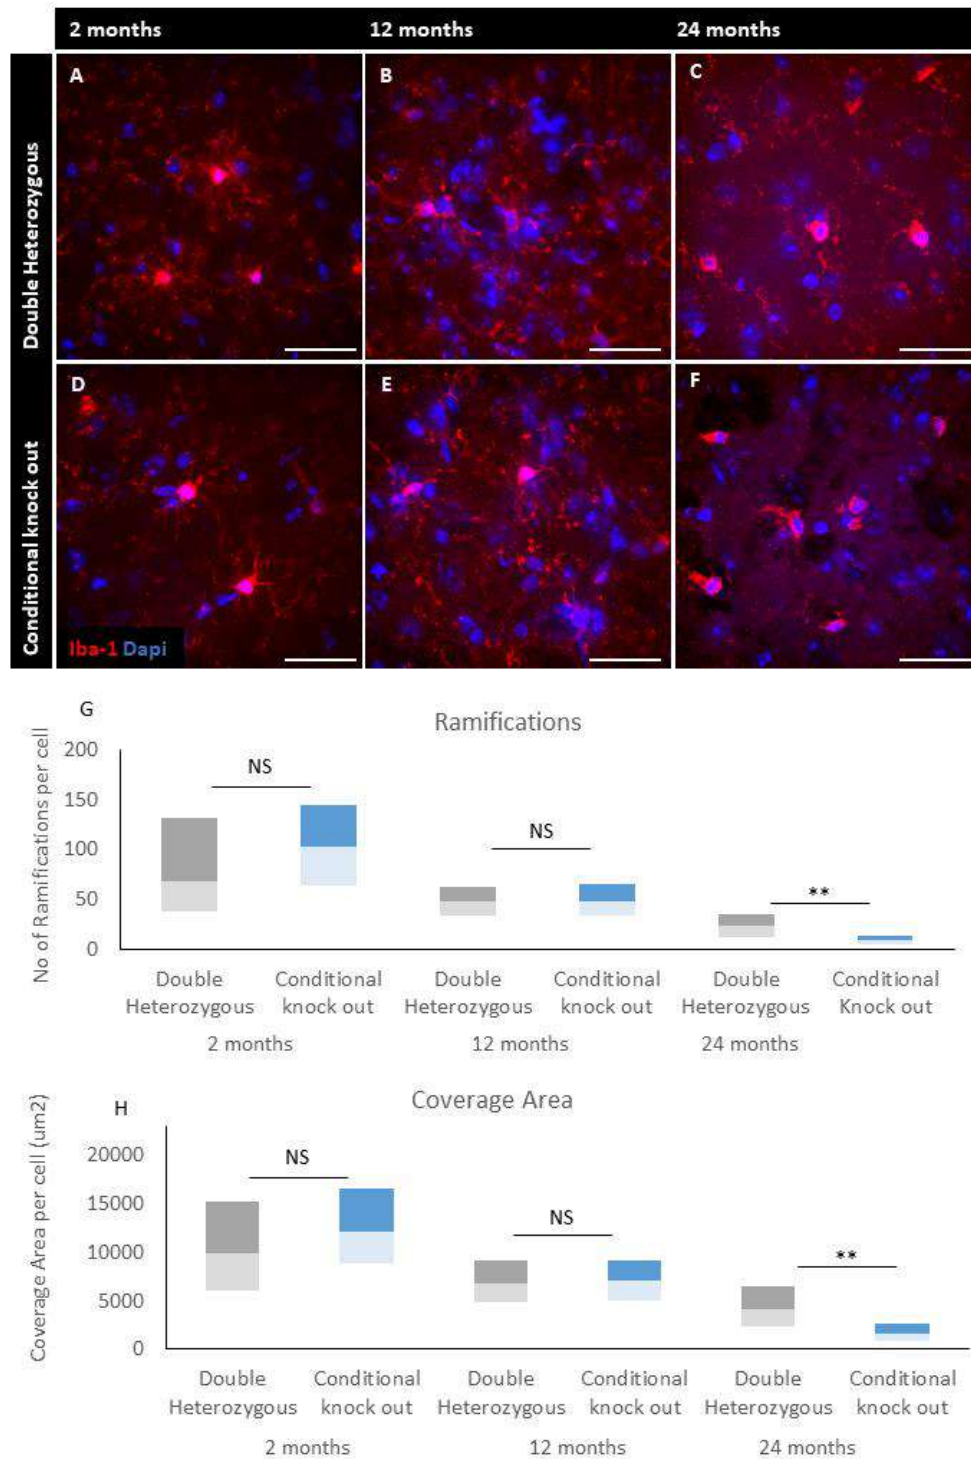 2 months 12 months 24 months
Double Heterozygous
A B C
Conditional knock out
D E F
Iba-1 Dapi
G
Ramifications
No of Ramifications per cell
200
150
100
50
0
NS
NS
**
Double Heterozygous
Conditional knock out
Double Heterozygous
Conditional knock out
Double Heterozygous
Conditional Knock out
2 months 12 months 24 months
H
Coverage Area
Coverage Area per cell (um2)
20000
15000
10000
5000
0
NS
NS
**
Double Heterozygous
Conditional knock out
Double Heterozygous
Conditional knock out
Double Heterozygous
Conditional knock out
2 months 12 months 24 months